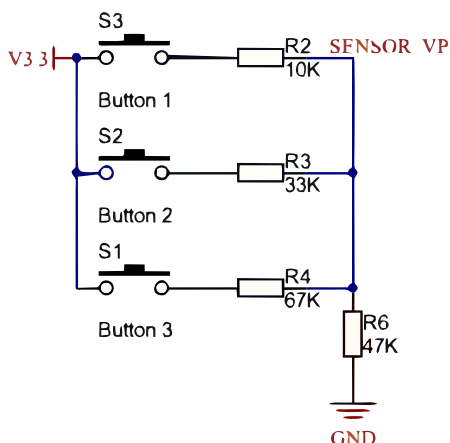 S3
V3 3
R2
SENSOR VP
10K
Button 1
S2
R3
33K
Button 2
S1
R4
67K
Button 3
R6
47K
GND